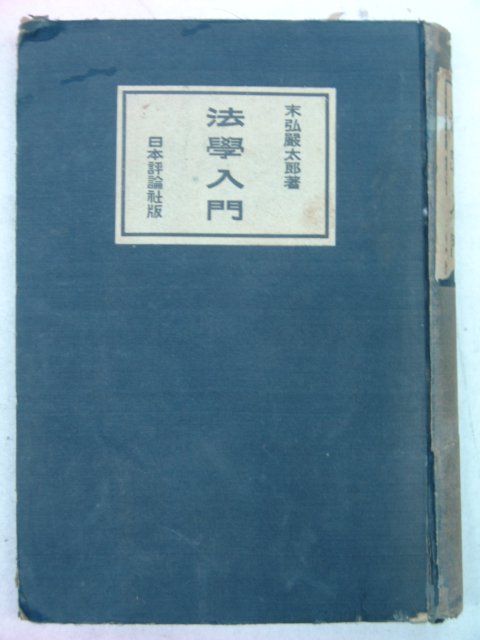 末弘嚴太郎著
法學入門
日本評論社版